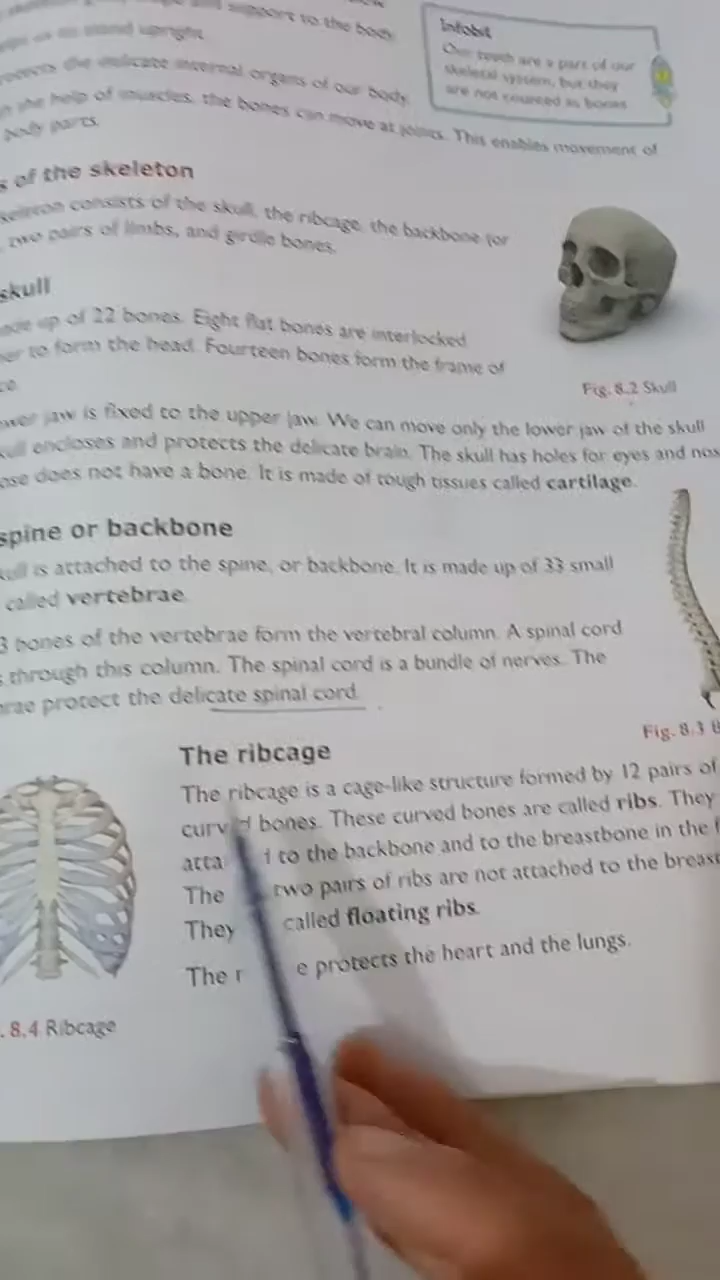 support to the body
stand upright.
the delicate internal organs of our body.
the help of muscles, the bones can move at joints. This enables movement of
body parts.
Infobit
Our teeth are a part of our
skeletal system, but they
are not counted as bones
of the skeleton
consists of the skull, the ribcage, the backbone (or
two pairs of limbs, and girdle bones.
skull
up of 22 bones. Eight flat bones are interlocked
to form the head. Fourteen bones form the frame of
Fig. 8.2 Skull
jaw is fixed to the upper jaw. We can move only the lower jaw of the skull
encloses and protects the delicate brain. The skull has holes for eyes and
does not have a bone. It is made of tough tissues called cartilage.
spine or backbone
is attached to the spine, or backbone. It is made up of 33 small
called vertebrae.
3 bones of the vertebrae form the vertebral column. A spinal cord
through this column. The spinal cord is a bundle of nerves. The
protect the delicate spinal cord.
Fig. 8.3
The ribcage
The ribcage is a cage-like structure formed by 12 pairs of
bones. These curved bones are called ribs. They
to the backbone and to the breastbone in the
The two pairs of ribs are not attached to the
They called floating ribs.
The protects the heart and the lungs.
8.4 Ribcage